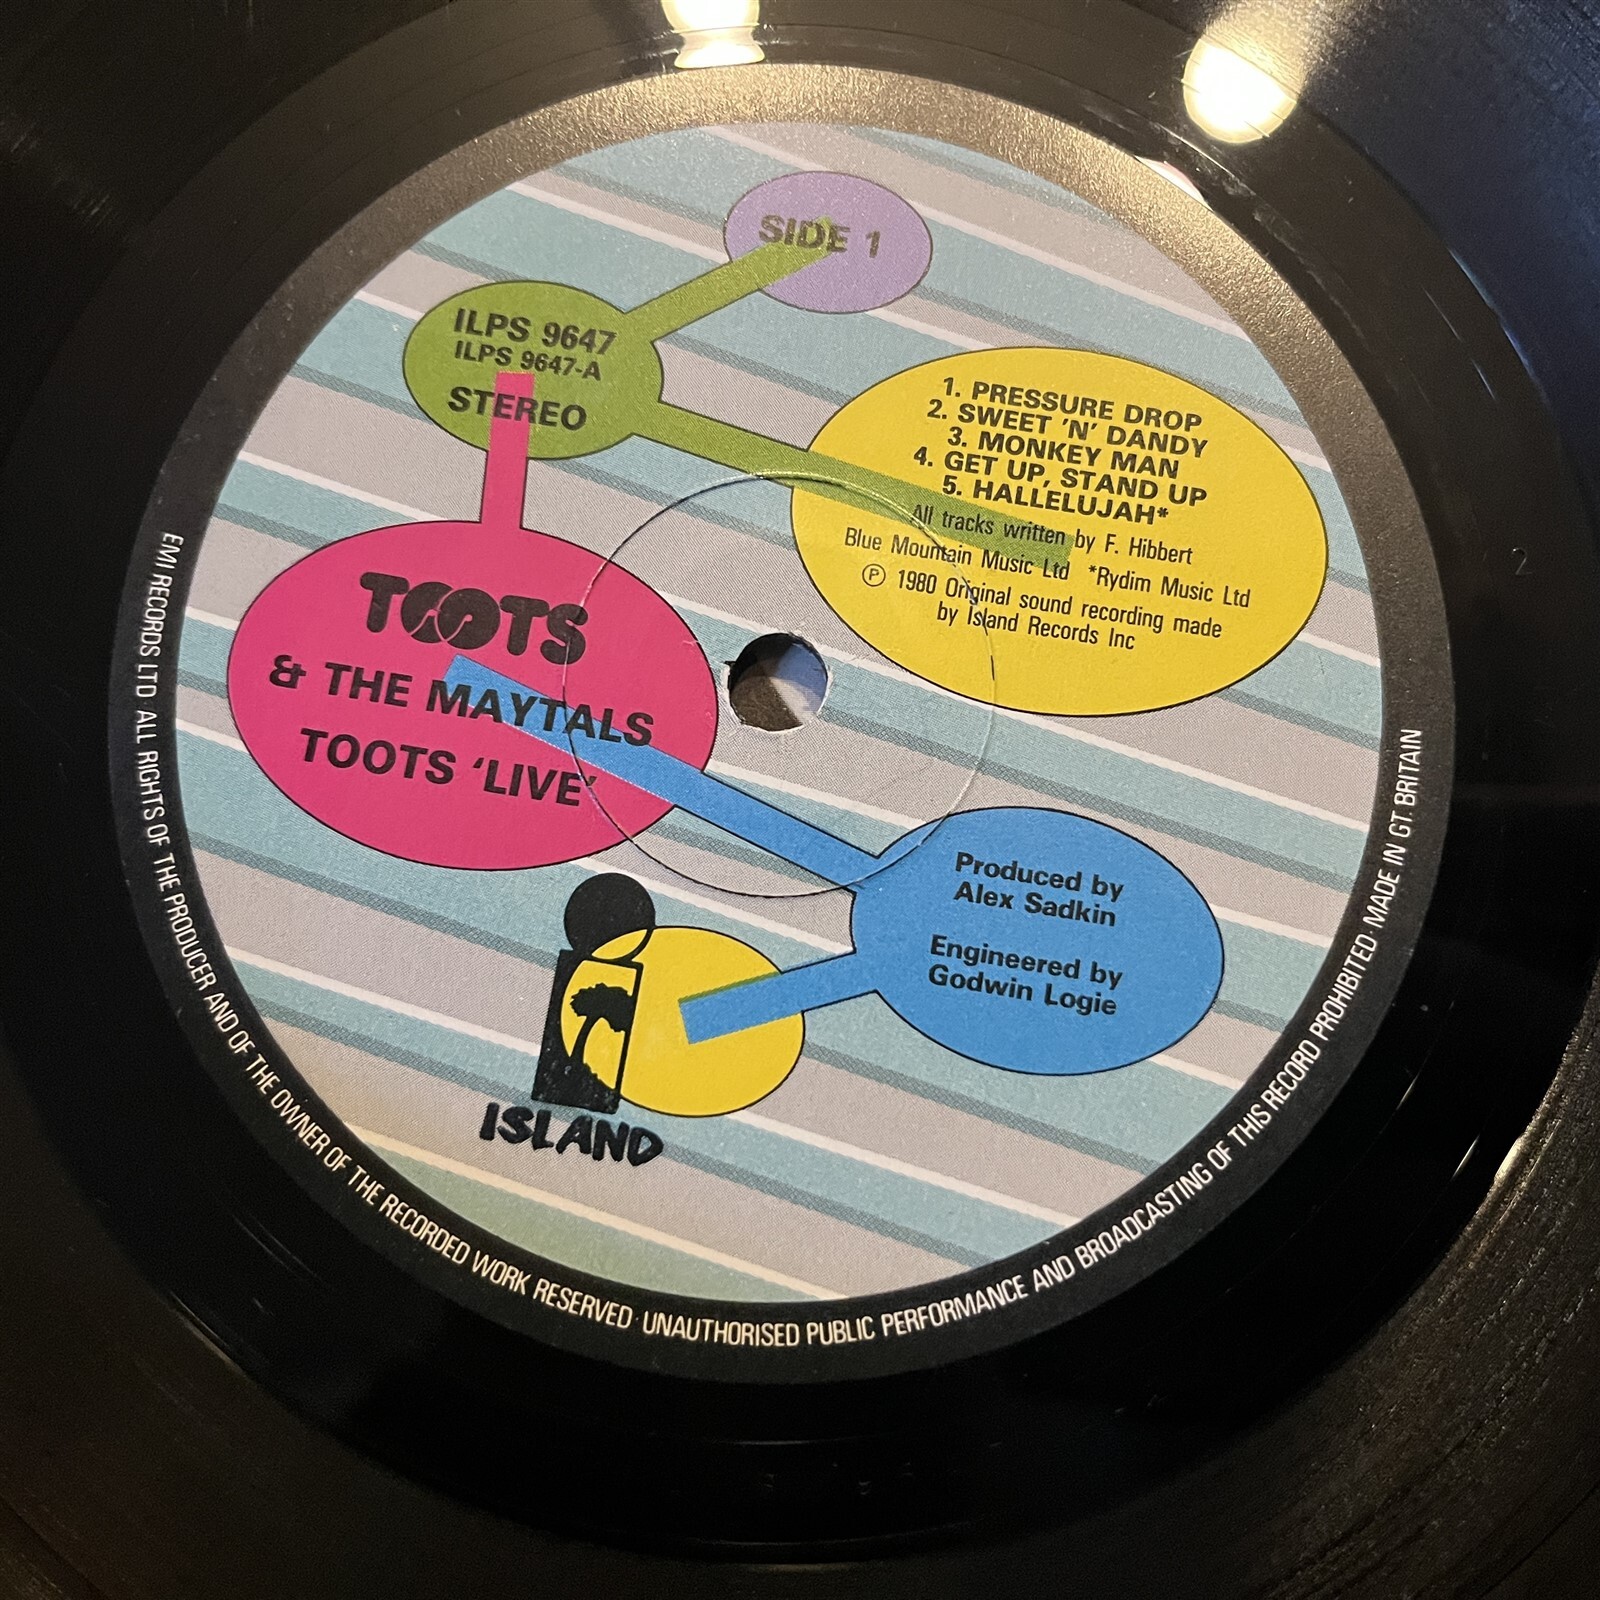 SIDE 1
ILPS 9647
ILPS 9647-A
STEREO
1. PRESSURE DROP
2. SWEET 'N' DANDY
3. MONKEY MAN
4. GET UP, STAND UP
5. HALLELUJAH*
All tracks written by F. Hibbert
Blue Mountain Music Ltd *Rydim Music Ltd
Ⓟ 1980 Original sound recording made
by Island Records Inc
TOOTS
& THE MAYTALS
TOOTS 'LIVE'
Produced by
Alex Sadkin
Engineered by
Godwin Logie
ISLAND
EMI RECORDS LTD · ALL RIGHTS OF THE PRODUCER AND OF THE OWNER OF THE RECORDED WORK RESERVED · UNAUTHORISED PUBLIC PERFORMANCE AND BROADCASTING OF THIS RECORD PROHIBITED · MADE IN GT. BRITAIN
2